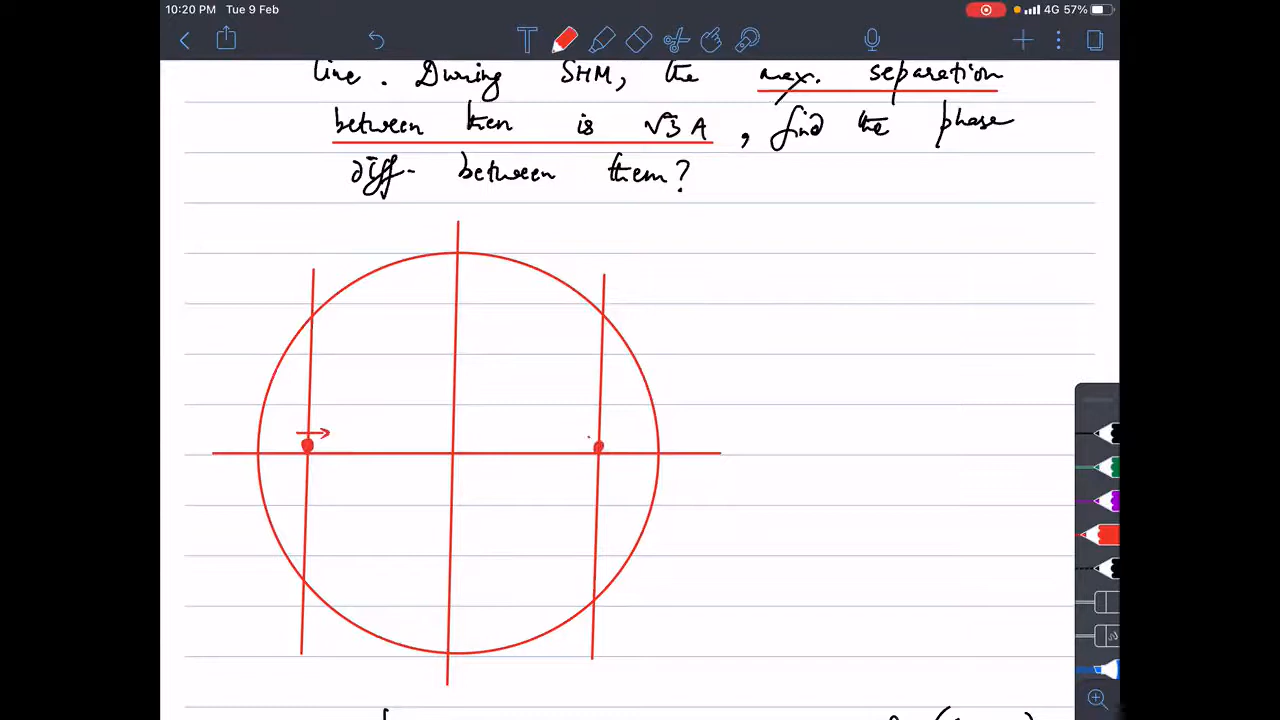 10:20 PM Tue 9 Feb
4G 57%
line. During SHM, the max. separation
between then is √3 A, find the phase
diff- between them?